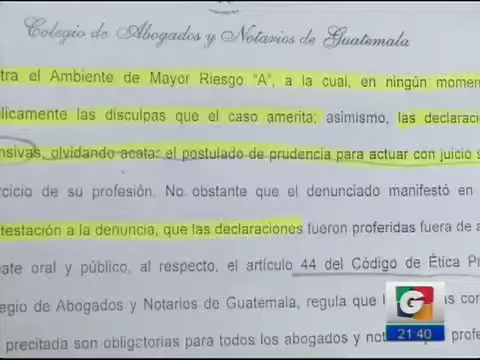 Colegio de Abogados y Notarios de Guatemala
tra el Ambiente de Mayor Riesgo "A", a la cual, en ningún momen
licamente las disculpas que el caso amerita; asimismo, las declaracio
nsivas, olvidando acatar el postulado de prudencia para actuar con juicio s
rcicio de su profesión. No obstante que el denunciado manifestó en
testación a la denuncia, que las declaraciones fueron proferidas fuera de a
ate oral y público, al respecto, el artículo 44 del Código de Ética Pr
egio de Abogados y Notarios de Guatemala, regula que l s con
precitada son obligatorias para todos los abogados y not profe
G
21:40